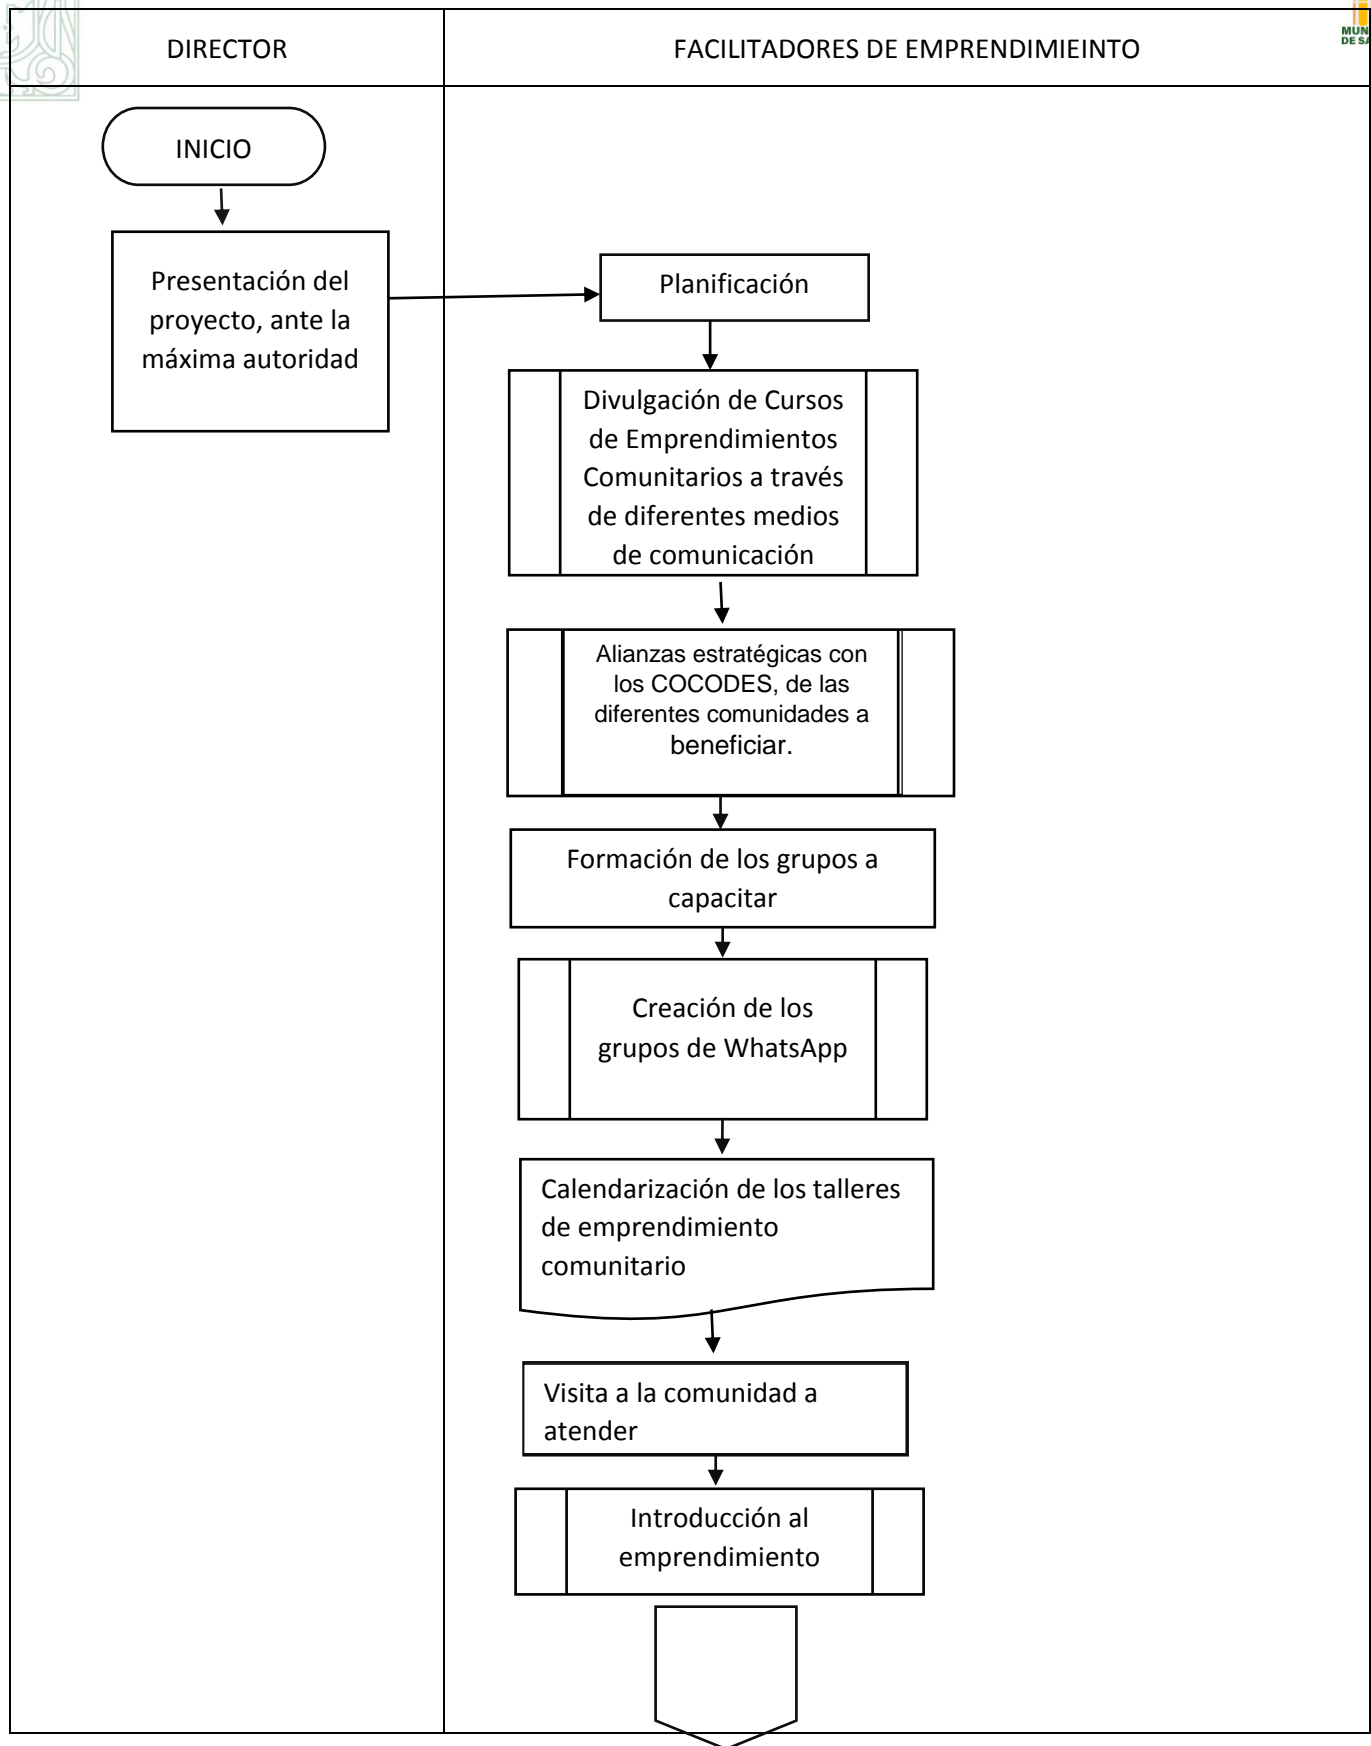 DIRECTOR
FACILITADORES DE EMPRENDIMIEINTO
MUN
DE SA
INICIO
Presentación del
proyecto, ante la
máxima autoridad
Planificación
Divulgación de Cursos
de Emprendimientos
Comunitarios a través
de diferentes medios
de comunicación
Alianzas estratégicas con
los COCODES, de las
diferentes comunidades a
beneficiar.
Formación de los grupos a
capacitar
Creación de los
grupos de WhatsApp
Calendarización de los talleres
de emprendimiento
comunitario
Visita a la comunidad a
atender
Introducción al
emprendimiento